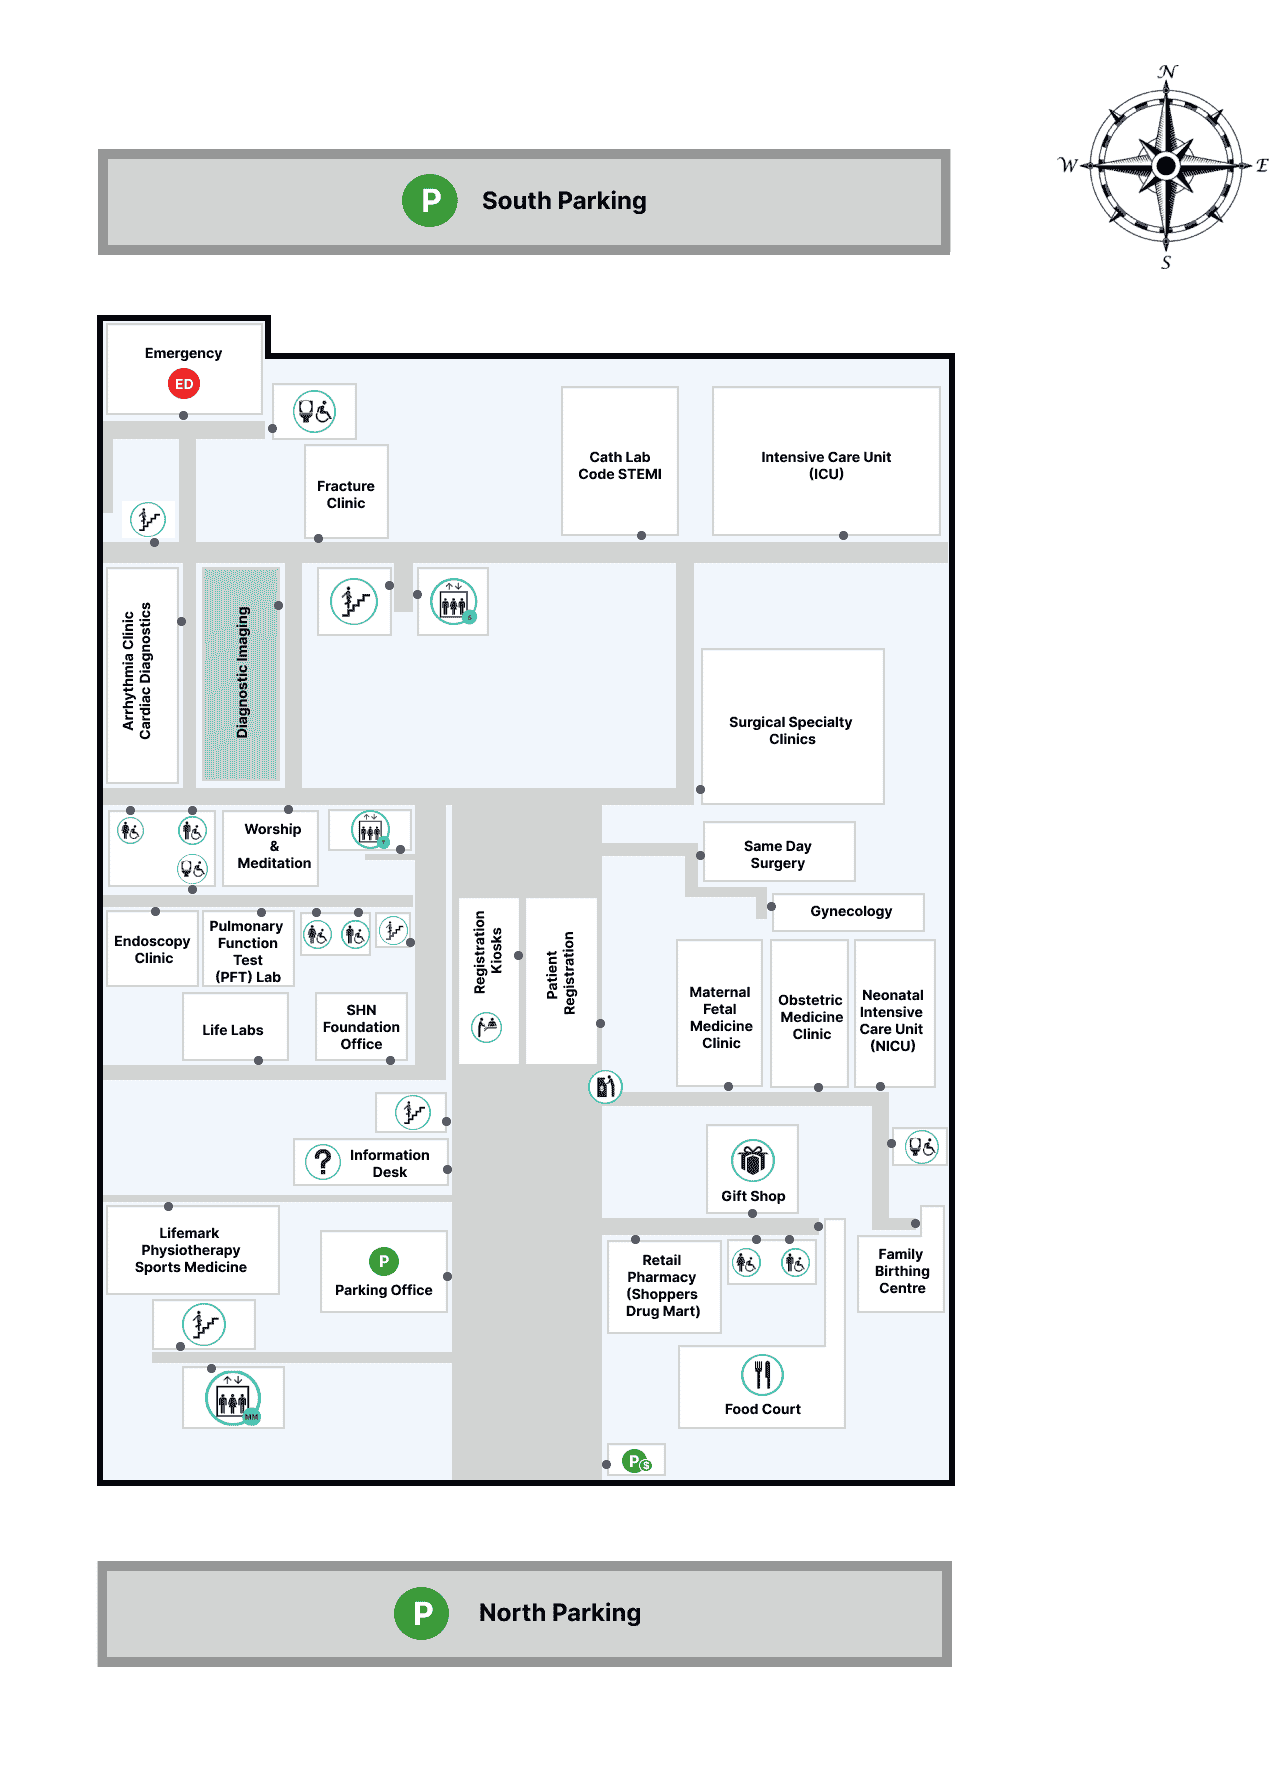 N
W
E
S
P
South Parking
Emergency
ED
Fracture
Clinic
Cath Lab
Code STEMI
Intensive Care Unit
(ICU)
Arrhythmia Clinic
Cardiac Diagnostics
Diagnostic Imaging
S
Surgical Specialty
Clinics
Worship
&
Meditation
Same Day
Surgery
Gynecology
Endoscopy
Clinic
Pulmonary
Function
Test
(PFT) Lab
Registration
Kiosks
Patient
Registration
Life Labs
SHN
Foundation
Office
Maternal
Fetal
Medicine
Clinic
Obstetric
Medicine
Clinic
Neonatal
Intensive
Care Unit
(NICU)
?
Information
Desk
Gift Shop
Lifemark
Physiotherapy
Sports Medicine
P
Parking Office
Retail
Pharmacy
(Shoppers
Drug Mart)
Family
Birthing
Centre
MM
Food Court
P
$
P
North Parking